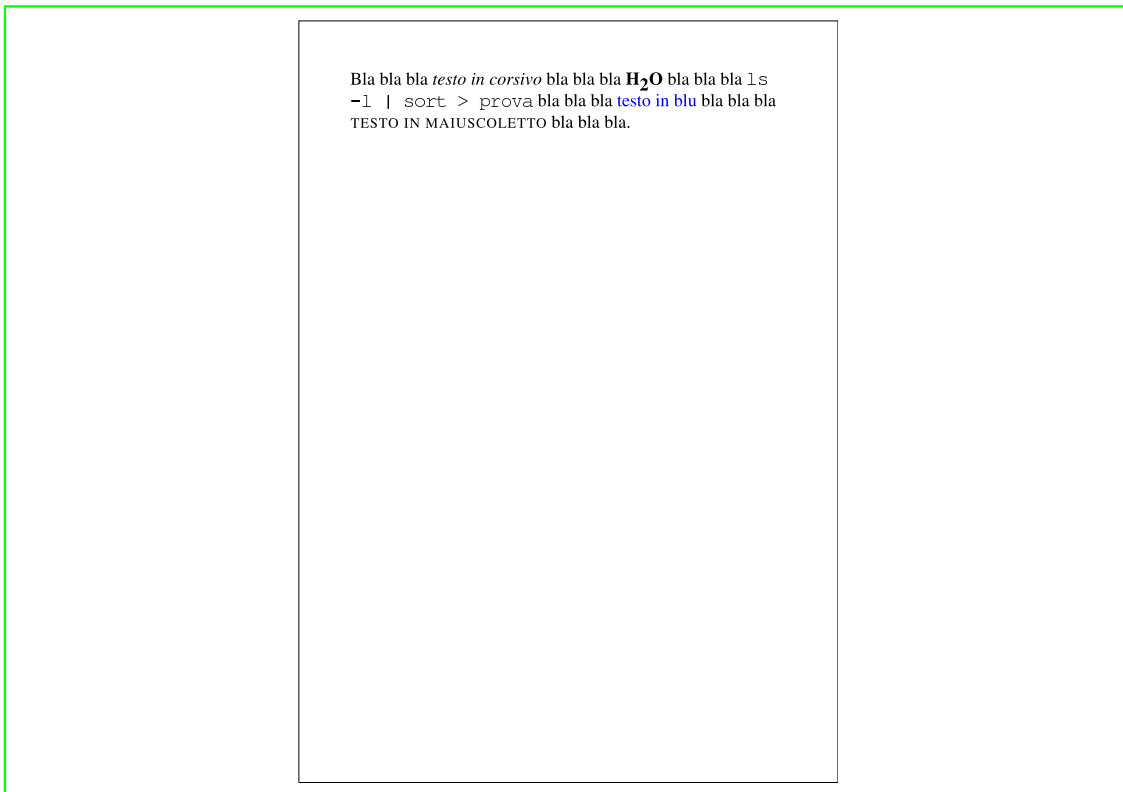 Bla bla bla testo in corsivo bla bla bla H2O bla bla bla ls
-l | sort > prova bla bla bla testo in blu bla bla bla
TESTO IN MAIUSCOLETTO bla bla bla.